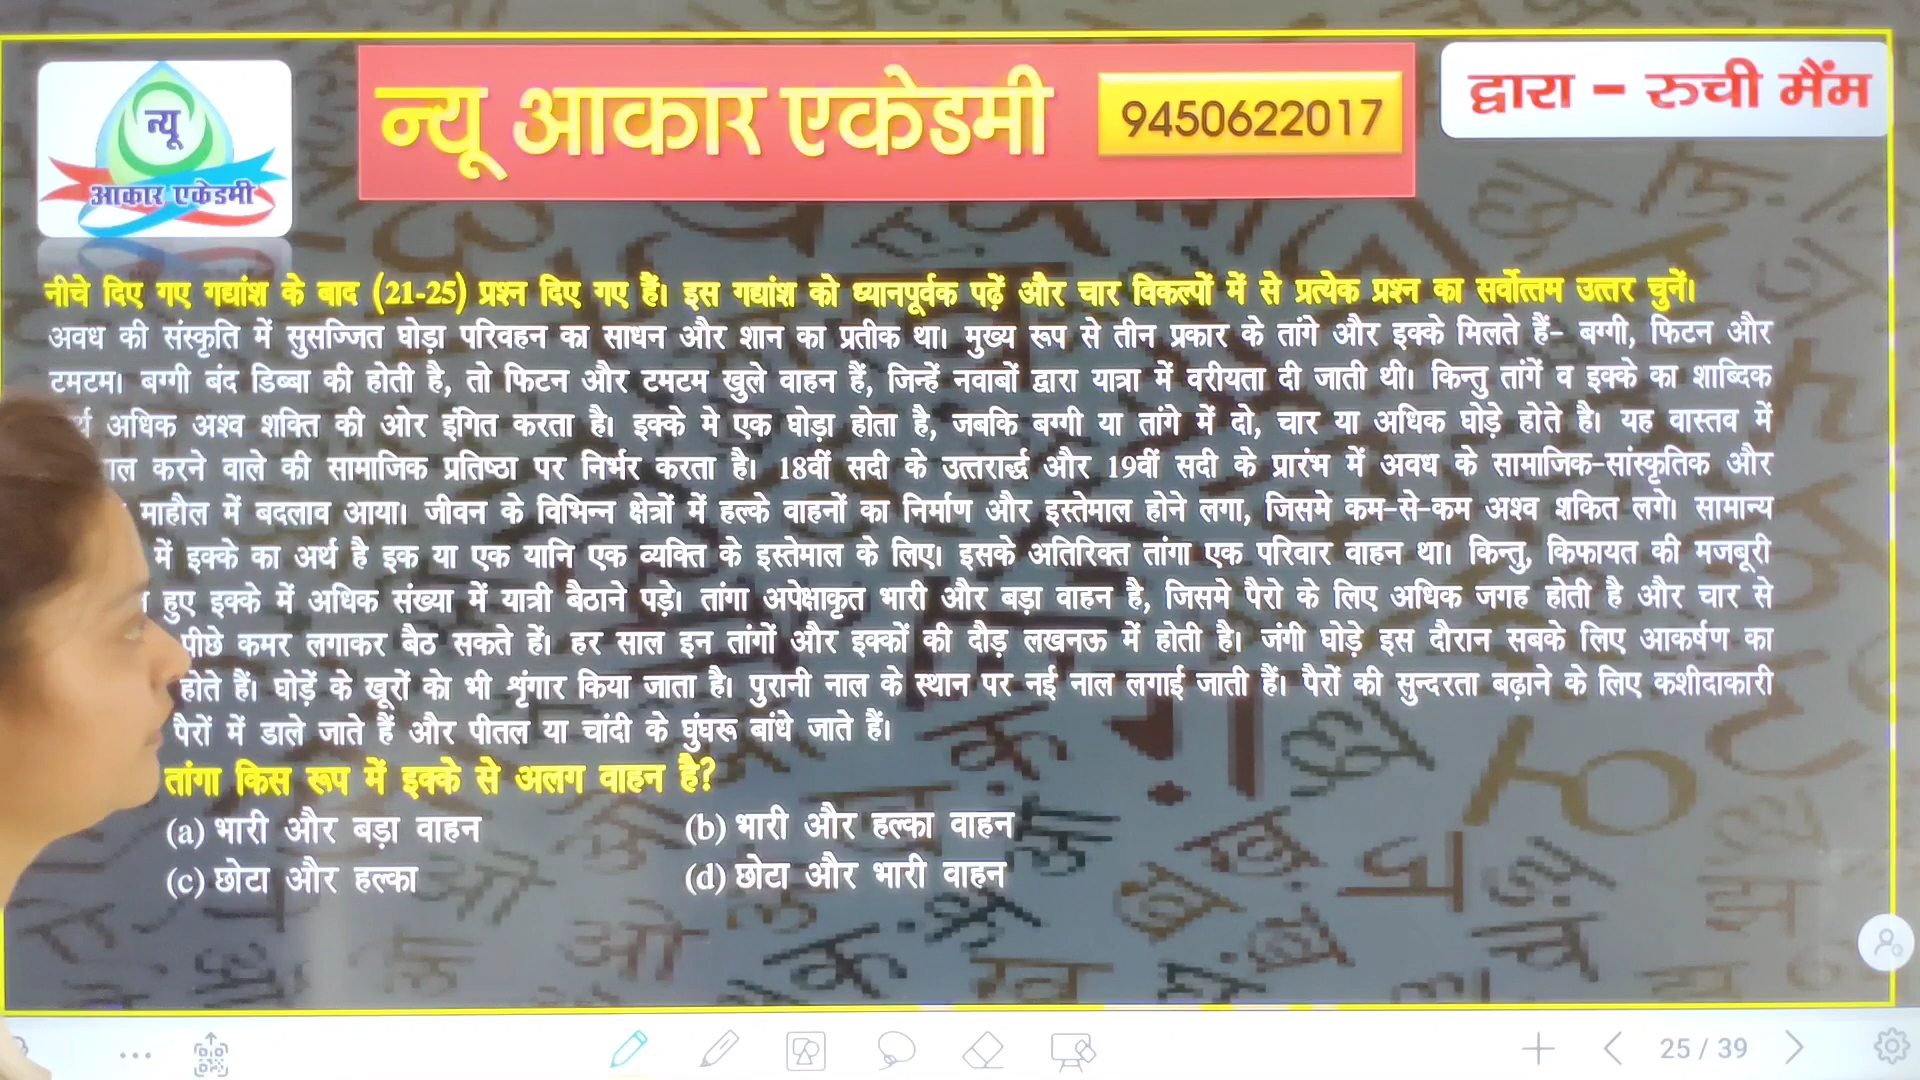 न्यू
आकार एकेडमी
न्यू आकार एकेडमी
9450622017
द्वारा - रुची मैंम
नीचे दिए गए गद्यांश के बाद (21-25) प्रश्न दिए गए हैं। इस गद्यांश को ध्यानपूर्वक पढ़ें और चार विकल्पों में से प्रत्येक प्रश्न का सर्वोत्तम उत्तर चुनें।
अवध की संस्कृति में सुसज्जित घोड़ा परिवहन का साधन और शान का प्रतीक था। मुख्य रूप से तीन प्रकार के तांगे और इक्के मिलते हैं- बग्गी, फिटन और
टमटम। बग्गी बंद डिब्बा की होती है, तो फिटन और टमटम खुले वाहन हैं, जिन्हें नवाबों द्वारा यात्रा में वरीयता दी जाती थी। किन्तु तांगें व इक्के का शाब्दिक
अधिक अश्व शक्ति की ओर इंगित करता है। इक्के मे एक घोड़ा होता है, जबकि बग्गी या तांगे में दो, चार या अधिक घोड़े होते है। यह वास्तव में
करने वाले की सामाजिक प्रतिष्ठा पर निर्भर करता है। 18वीं सदी के उत्तरार्द्ध और 19वीं सदी के प्रारंभ में अवध के सामाजिक-सांस्कृतिक और
माहौल में बदलाव आया। जीवन के विभिन्न क्षेत्रों में हल्के वाहनों का निर्माण और इस्तेमाल होने लगा, जिसमे कम-से-कम अश्व शकित लगे। सामान्य
में इक्के का अर्थ है इक या एक यानि एक व्यक्ति के इस्तेमाल के लिए। इसके अतिरिक्त तांगा एक परिवार वाहन था। किन्तु, किफायत की मजबूरी
हुए इक्के में अधिक संख्या में यात्री बैठाने पड़े। तांगा अपेक्षाकृत भारी और बड़ा वाहन है, जिसमे पैरो के लिए अधिक जगह होती है और चार से
पीछे कमर लगाकर बैठ सकते हें। हर साल इन तांगों और इक्कों की दौड़ लखनऊ में होती है। जंगी घोड़े इस दौरान सबके लिए आकर्षण का
होते हैं। घोड़ें के खूरों को भी श्रृंगार किया जाता है। पुरानी नाल के स्थान पर नई नाल लगाई जाती हैं। पैरों की सुन्दरता बढ़ाने के लिए कशीदाकारी
पैरों में डाले जाते हैं और पीतल या चांदी के घुंघरू बांधे जाते हैं।
तांगा किस रूप में इक्के से अलग वाहन है?
(a) भारी और बड़ा वाहन (b) भारी और हल्का वाहन
(c) छोटा और हल्का (d) छोटा और भारी वाहन
25 / 39